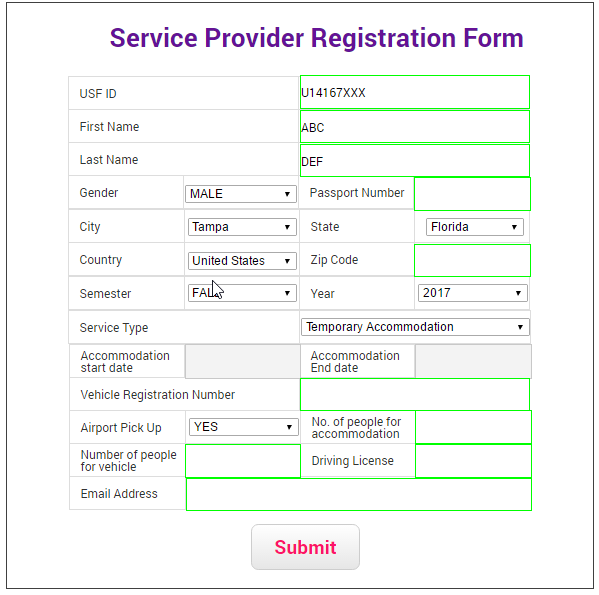 Service Provider Registration Form
USF ID U14167XXX
First Name ABC
Last Name DEF
Gender MALE Passport Number
City Tampa State Florida
Country United States Zip Code
Semester FALL Year 2017
Service Type Temporary Accommodation
Accommodation start date Accommodation End date
Vehicle Registration Number
Airport Pick Up YES No. of people for accommodation
Number of people for vehicle Driving License
Email Address
Submit